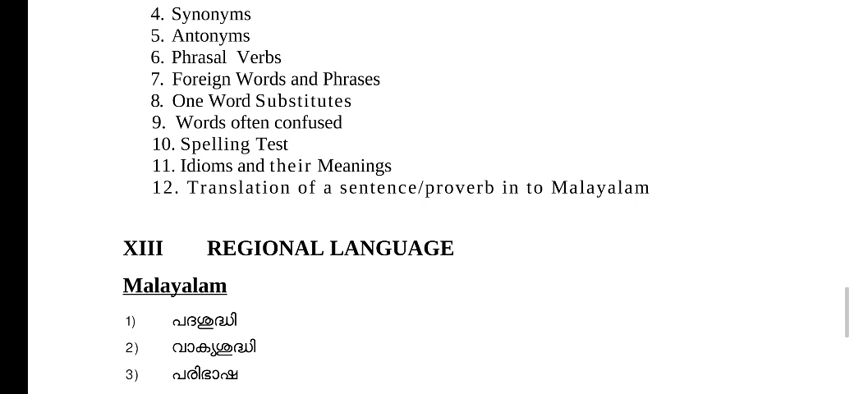 4. Synonyms
5. Antonyms
6. Phrasal Verbs
7. Foreign Words and Phrases
8. One Word Substitutes
9. Words often confused
10. Spelling Test
11. Idioms and their Meanings
12. Translation of a sentence/proverb in to Malayalam
XIII REGIONAL LANGUAGE
Malayalam
1) പദശുദ്ധി
2) വാക്യശുദ്ധി
3) പരിഭാഷ